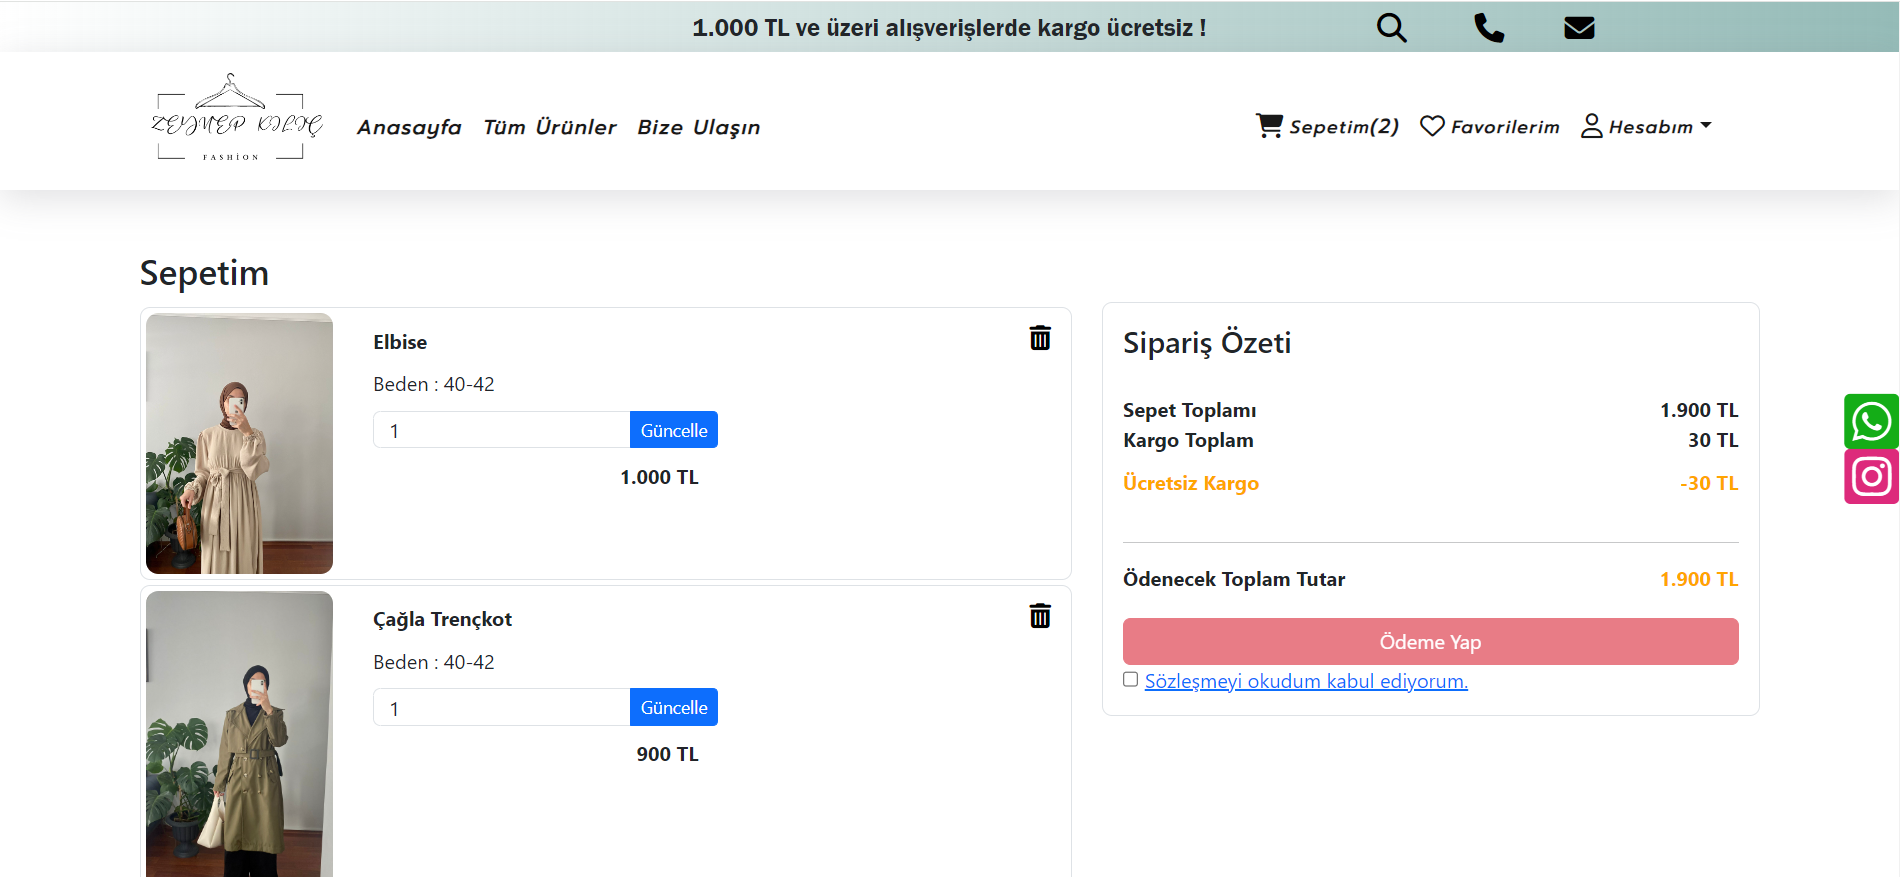 1.000 TL ve üzeri alışverişlerde kargo ücretsiz !
ZEYNEP KILIÇ
FASHİON
Anasayfa Tüm Ürünler Bize Ulaşın
Sepetim(2) Favorilerim Hesabım
Sepetim
Elbise
Beden : 40-42
1 Güncelle
1.000 TL
Çağla Trençkot
Beden : 40-42
1 Güncelle
900 TL
Sipariş Özeti
Sepet Toplamı 1.900 TL
Kargo Toplam 30 TL
Ücretsiz Kargo -30 TL
Ödenecek Toplam Tutar 1.900 TL
Ödeme Yap
Sözleşmeyi okudum kabul ediyorum.